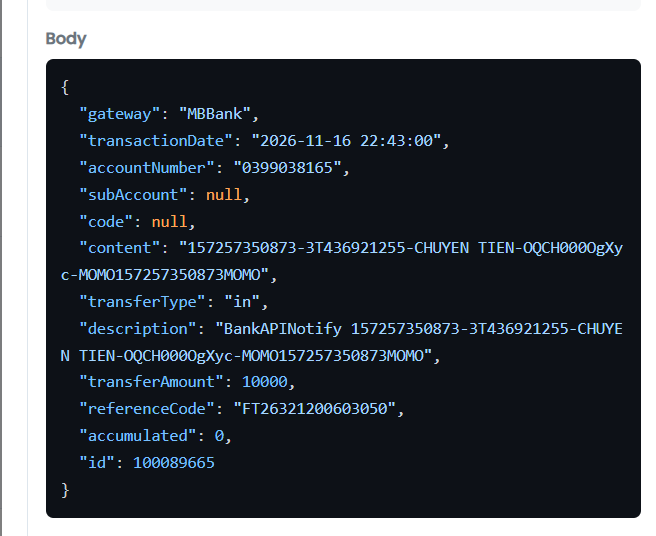 Body
{
"gateway": "MBBank",
"transactionDate": "2026-11-16 22:43:00",
"accountNumber": "0399038165",
"subAccount": null,
"code": null,
"content": "157257350873-3T436921255-CHUYEN TIEN-OQCH000OgXy
c-MOMO157257350873MOMO",
"transferType": "in",
"description": "BankAPINotify 157257350873-3T436921255-CHUYE
N TIEN-OQCH000OgXyc-MOMO157257350873MOMO",
"transferAmount": 10000,
"referenceCode": "FT26321200603050",
"accumulated": 0,
"id": 100089665
}